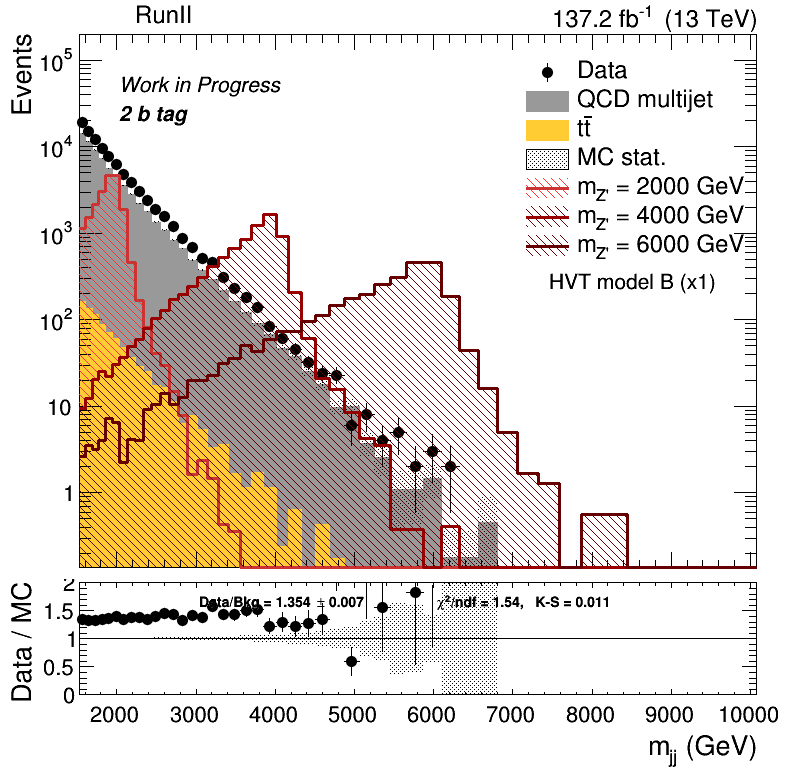 RunII
137.2 fb⁻¹ (13 TeV)
Events
10⁵
10⁴
10³
10²
10
1
Work in Progress
2 b tag
Data
QCD multijet
tt̄
MC stat.
m_Z' = 2000 GeV
m_Z' = 4000 GeV
m_Z' = 6000 GeV
HVT model B (x1)
Data / MC
2
1.5
1
0.5
0
Data/Bkg = 1.354 ± 0.007
χ²/ndf = 1.54, K-S = 0.011
2000 3000 4000 5000 6000 7000 8000 9000 10000
m_jj (GeV)